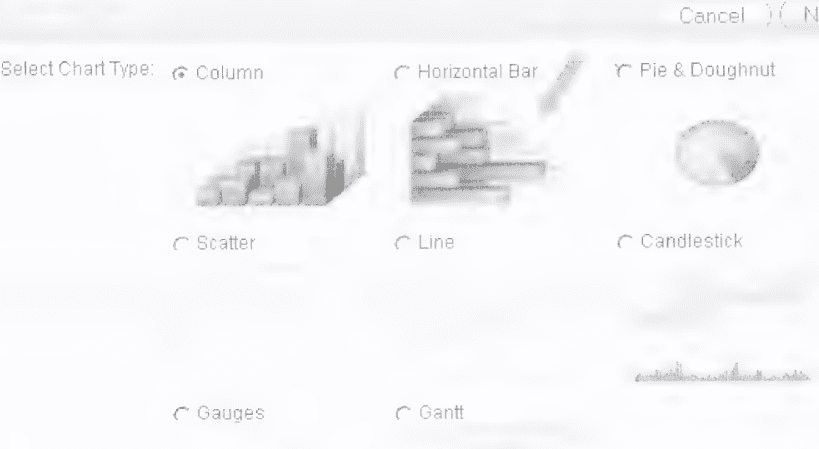 Cancel
Select Chart Type: Column Horizontal Bar Pie & Doughnut
Scatter Line Candlestick
Gauges Gantt